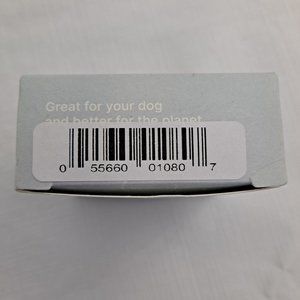 Great for your dog
and better for the planet
0 55660 01080 7